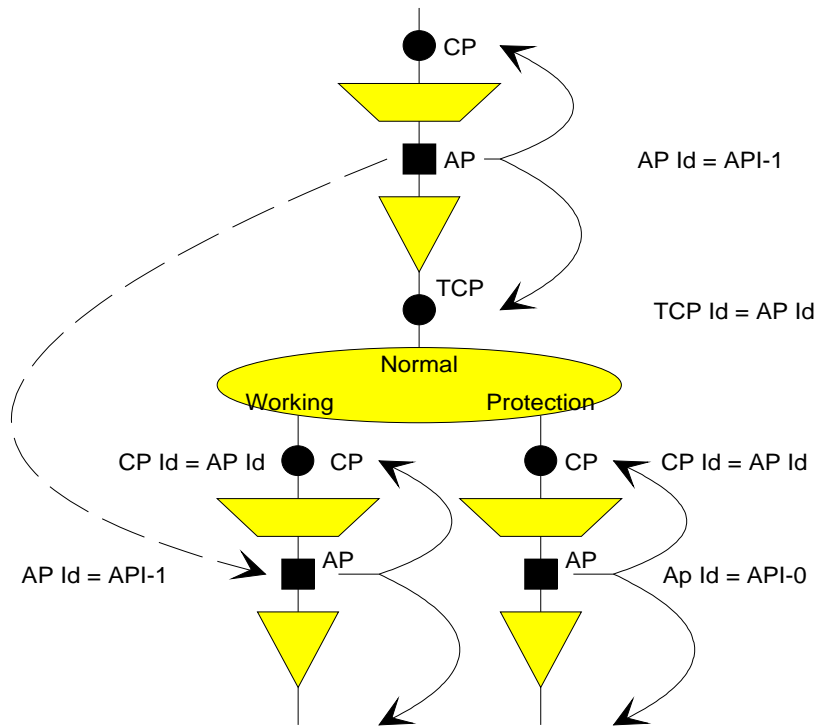 CP
AP
AP Id = API-1
TCP
TCP Id = AP Id
Normal
Working
Protection
CP Id = AP Id
CP
CP
CP Id = AP Id
AP
AP
AP Id = API-1
Ap Id = API-0